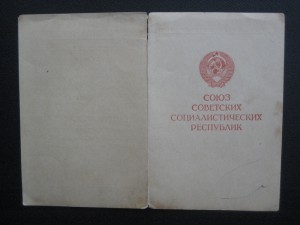 СОЮЗ
СОВЕТСКИХ
СОЦИАЛИСТИЧЕСКИХ
РЕСПУБЛИК